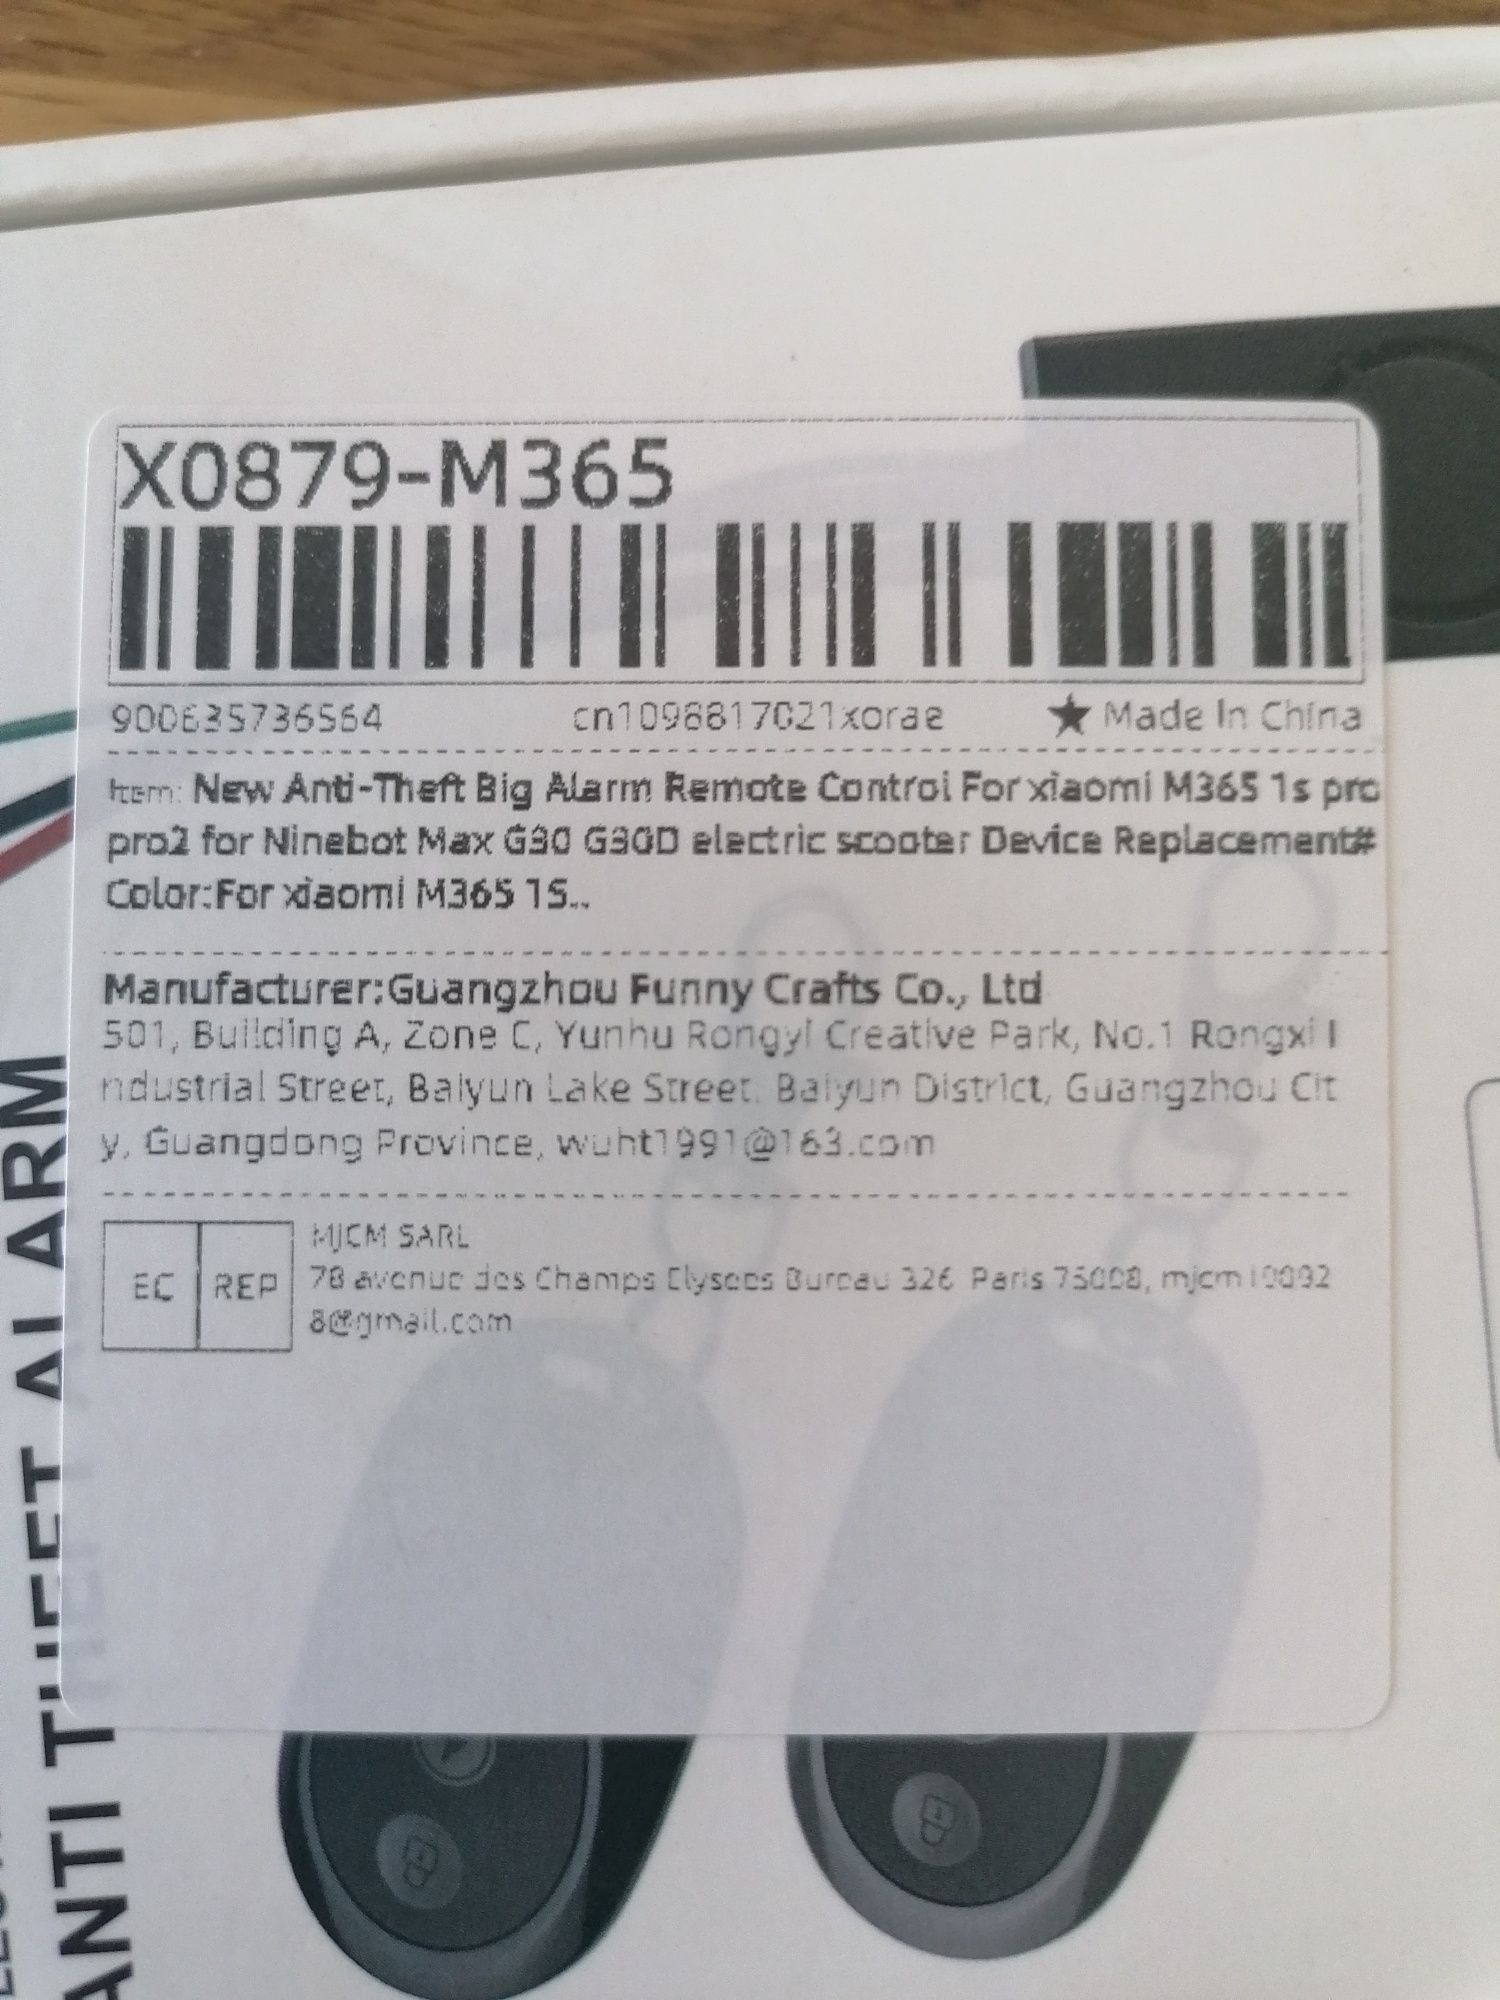 X0879-M365
900635736564 cn1098817021xorae ★ Made In China
Item: New Anti-Theft Big Alarm Remote Control For xiaomi M365 1s pro
pro2 for Ninebot Max G30 G30D electric scooter Device Replacement#
Color:For xiaomi M365 1S..
Manufacturer:Guangzhou Funny Crafts Co., Ltd
501, Building A, Zone C, Yunhu Rongyi Creative Park, No.1 Rongxi I
ndustrial Street, Baiyun Lake Street, Baiyun District, Guangzhou Cit
y, Guangdong Province, wuht1991@163.com
EC REP
MJCM SARL
78 avenue des Champs Elysees Bureau 326 Paris 75008, mjcm19092
8@gmail.com
ANTI THEFT ALARM